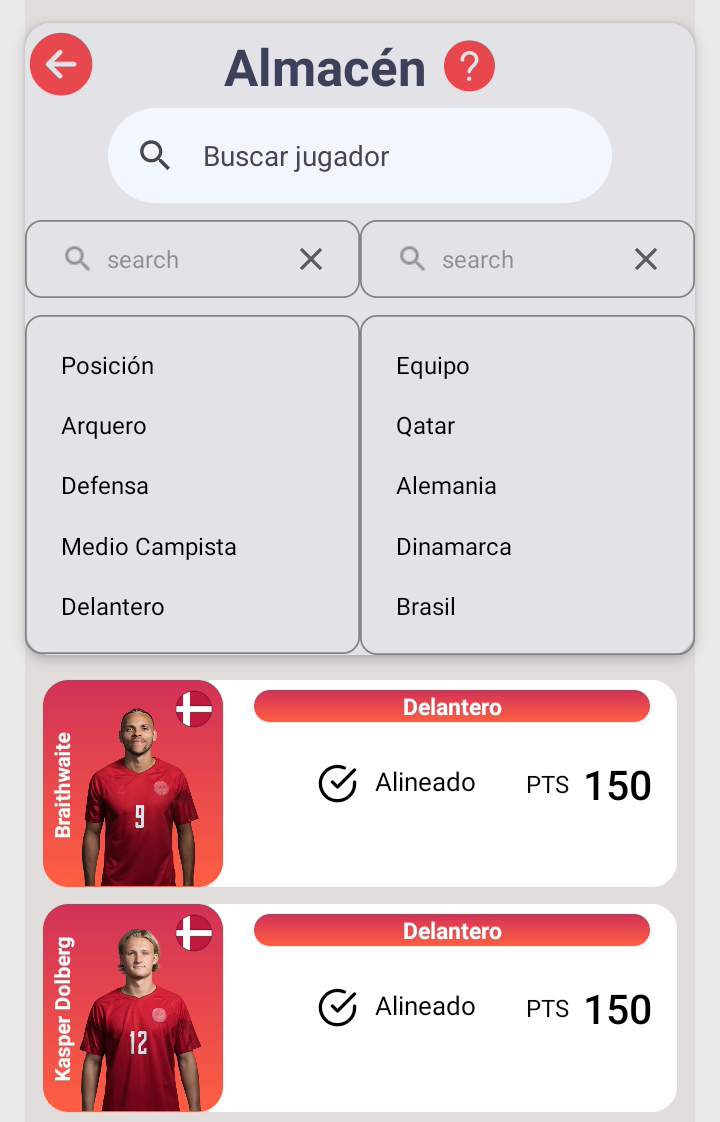 Almacén ?
Buscar jugador
search
search
Posición
Arquero
Defensa
Medio Campista
Delantero
Equipo
Qatar
Alemania
Dinamarca
Brasil
Braithwaite
9
Delantero
Alineado PTS 150
Kasper Dolberg
12
Delantero
Alineado PTS 150